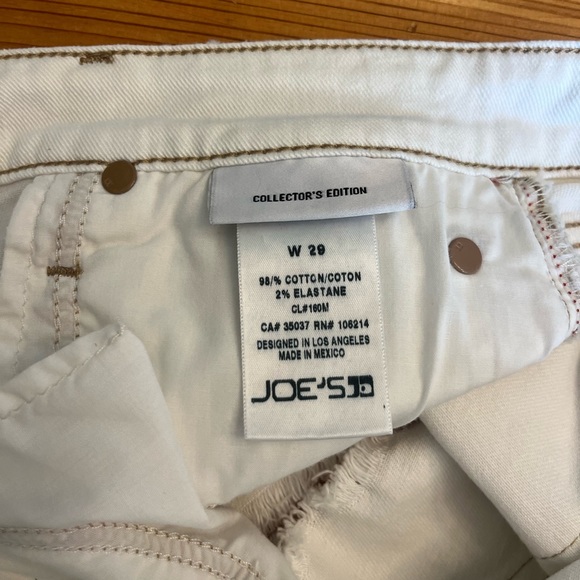 COLLECTOR'S EDITION
W 29
98/% COTTON/COTON
2% ELASTANE
CL#160M
CA# 35037 RN# 106214
DESIGNED IN LOS ANGELES
MADE IN MEXICO
JOE'S